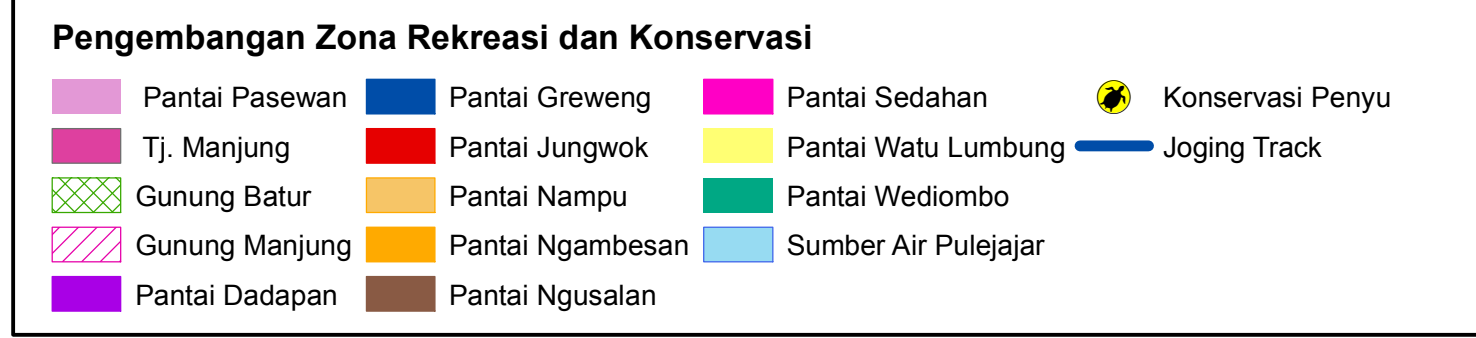 Pengembangan Zona Rekreasi dan Konservasi
Pantai Pasewan
Tj. Manjung
Gunung Batur
Gunung Manjung
Pantai Dadapan
Pantai Greweng
Pantai Jungwok
Pantai Nampu
Pantai Ngambesan
Pantai Ngusalan
Pantai Sedahan
Pantai Watu Lumbung
Pantai Wediombo
Sumber Air Pulejajar
Konservasi Penyu
Joging Track